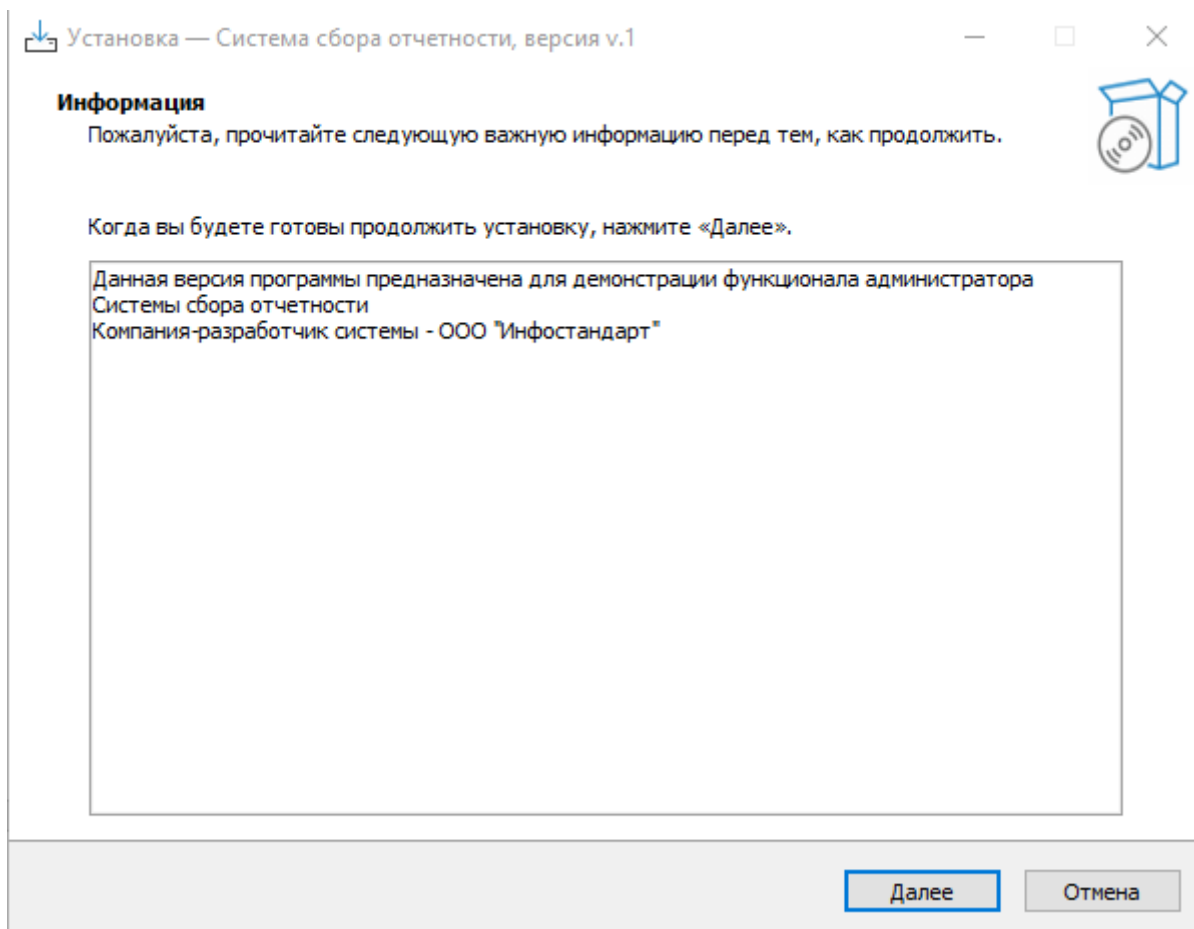 Установка — Система сбора отчетности, версия v.1
Информация
Пожалуйста, прочитайте следующую важную информацию перед тем, как продолжить.
Когда вы будете готовы продолжить установку, нажмите «Далее».
Данная версия программы предназначена для демонстрации функционала администратора
Системы сбора отчетности
Компания-разработчик системы - ООО "Инфостандарт"
Далее
Отмена